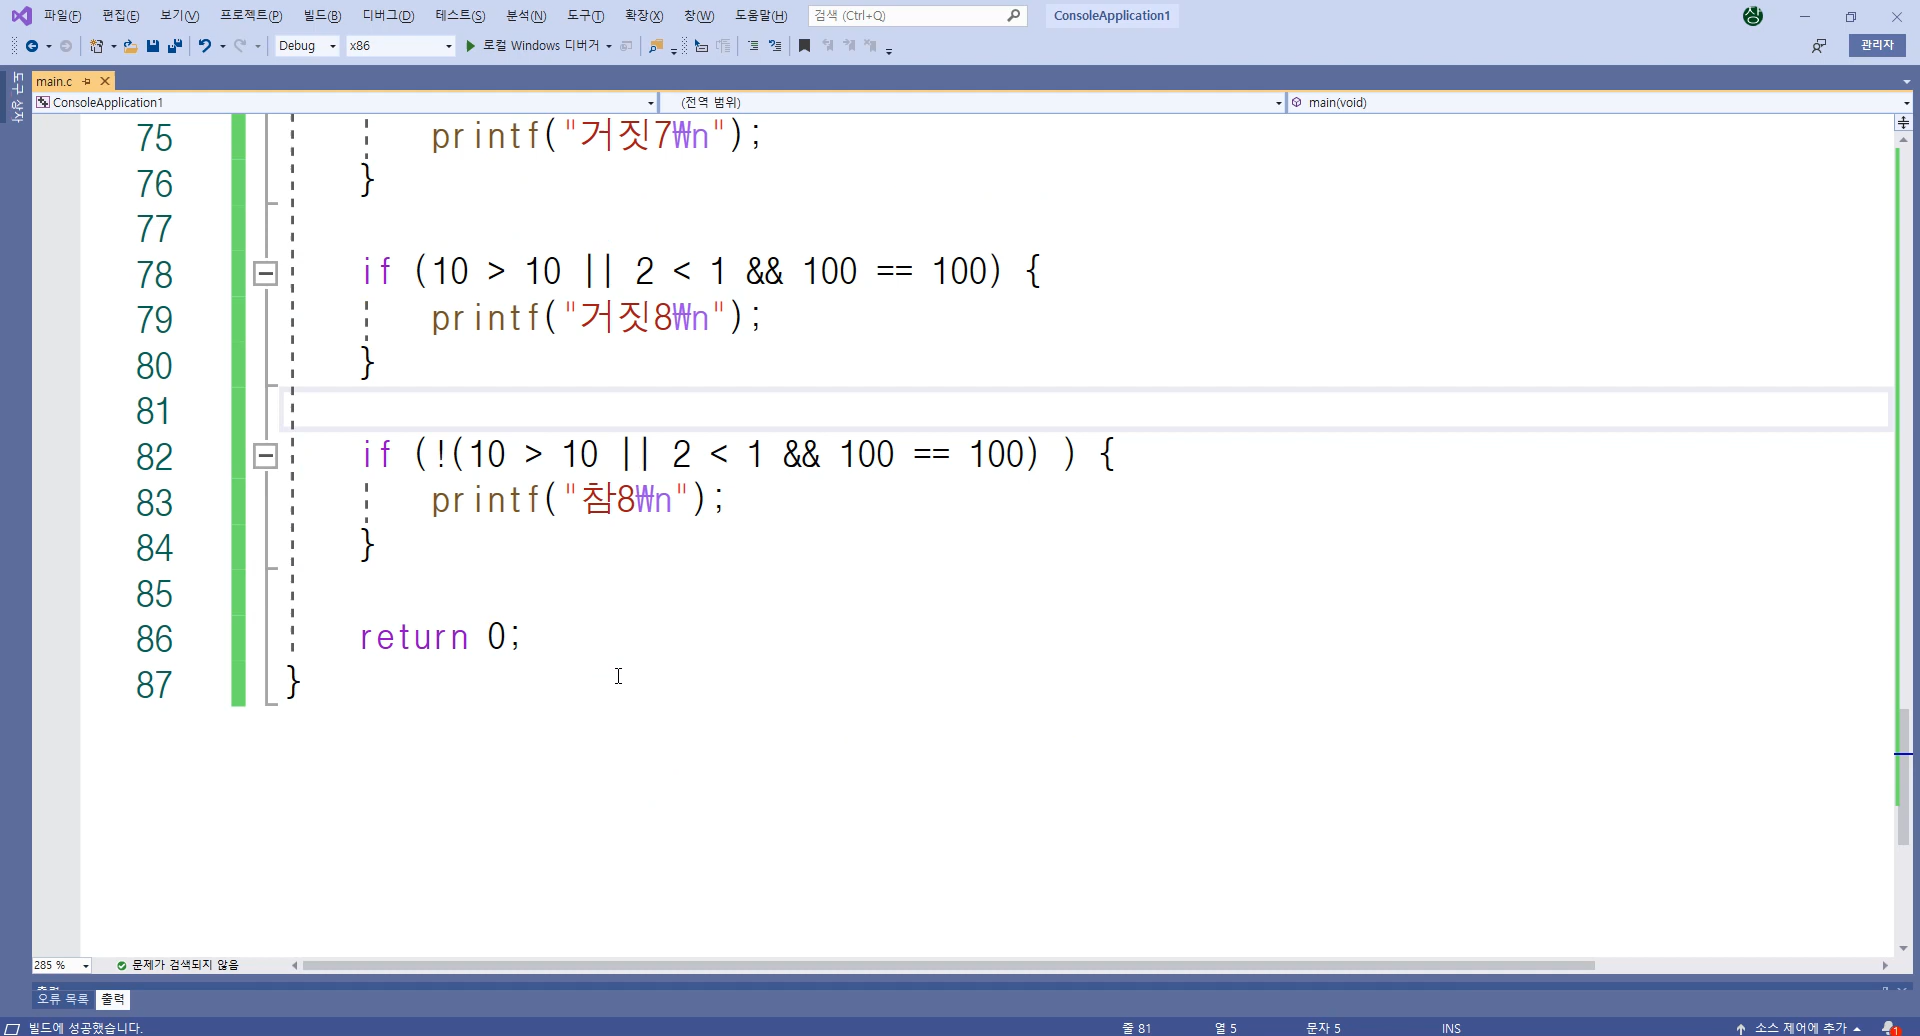 파일(F) 편집(E) 보기(V) 프로젝트(P) 빌드(B) 디버그(D) 테스트(S) 분석(N) 도구(T) 확장(X) 창(W) 도움말(H) 검색 (Ctrl+Q) ConsoleApplication1 상
Debug x86 로컬 Windows 디버거 관리자
도구 상자
main.c
ConsoleApplication1 (전역 범위) main(void)
75 printf("거짓7₩n");
76 }
77
78 if (10 > 10 || 2 < 1 && 100 == 100) {
79 printf("거짓8₩n");
80 }
81
82 if (!(10 > 10 || 2 < 1 && 100 == 100) ) {
83 printf("참8₩n");
84 }
85
86 return 0;
87 }
285 % 문제가 검색되지 않음
오류 목록 출력
빌드에 성공했습니다. 줄 81 열 5 문자 5 INS 소스 제어에 추가 1